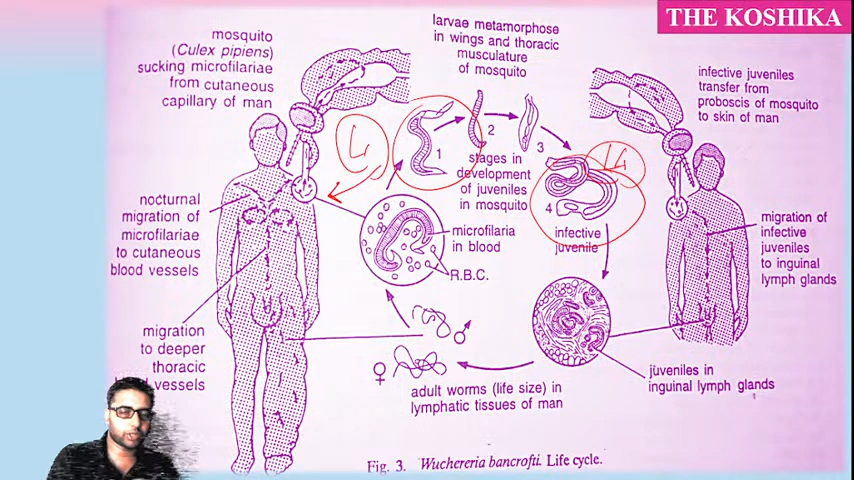 THE KOSHIKA
mosquito
(Culex pipiens)
sucking microfilariae
from cutaneous
capillary of man
larvae metamorphose
in wings and thoracic
musculature
of mosquito
infective juveniles
transfer from
proboscis of mosquito
to skin of man
1
2
3
4
stages in
development
of juveniles
in mosquito
nocturnal
migration of
microfilariae
to cutaneous
blood vessels
microfilaria
in blood
R.B.C.
infective
juvenile
migration of
infective
juveniles
to inguinal
lymph glands
migration
to deeper
thoracic
vessels
♂
♀
adult worms (life size) in
lymphatic tissues of man
juveniles in
inguinal lymph glands
Fig. 3. Wuchereria bancrofti. Life cycle.